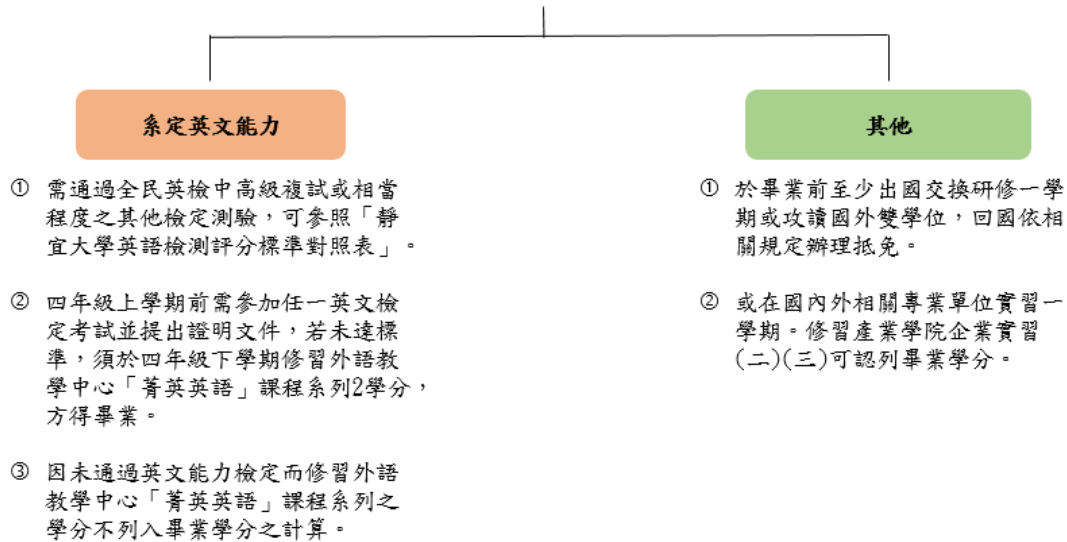 系定英文能力
① 需通過全民英檢中高級複試或相當
程度之其他檢定測驗，可參照「靜
宜大學英語檢測評分標準對照表」。
② 四年級上學期前需參加任一英文檢
定考試並提出證明文件，若未達標
準，須於四年級下學期修習外語教
學中心「菁英英語」課程系列2學分，
方得畢業。
③ 因未通過英文能力檢定而修習外語
教學中心「菁英英語」課程系列之
學分不列入畢業學分之計算。
其他
① 於畢業前至少出國交換研修一學
期或攻讀國外雙學位，回國依相
關規定辦理抵免。
② 或在國內外相關專業單位實習一
學期。修習產業學院企業實習
(二)(三)可認列畢業學分。